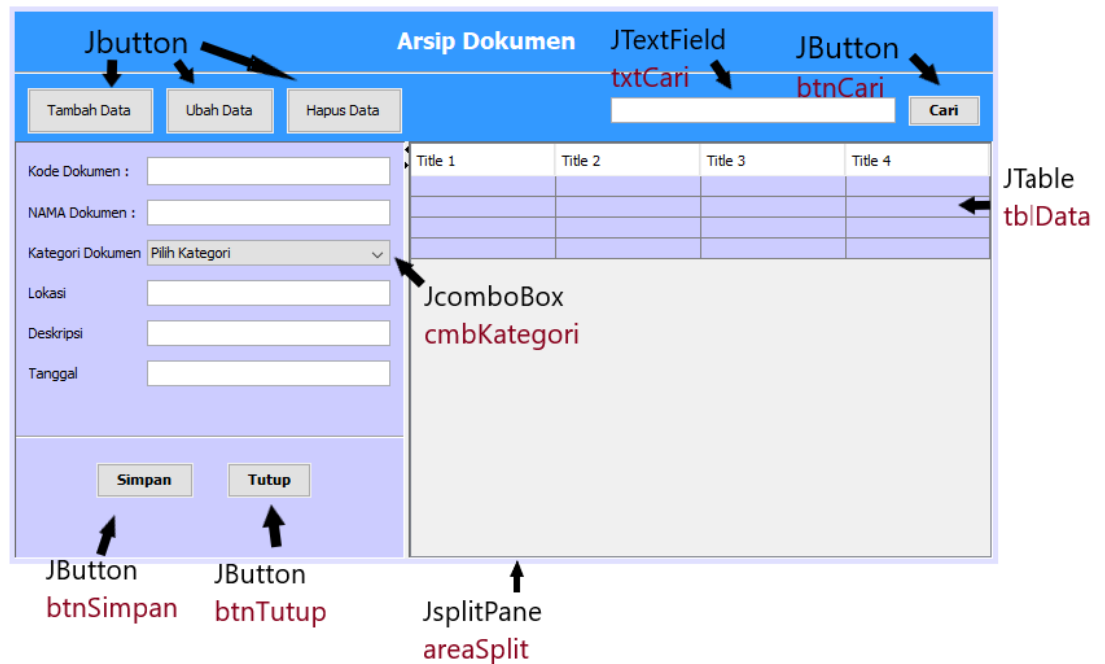 Jbutton
Arsip Dokumen
JTextField
txtCari
JButton
btnCari
Tambah Data
Ubah Data
Hapus Data
Cari
Kode Dokumen :
NAMA Dokumen :
Kategori Dokumen
Pilih Kategori
Lokasi
Deskripsi
Tanggal
Title 1
Title 2
Title 3
Title 4
JTable
tblData
JcomboBox
cmbKategori
Simpan
Tutup
JButton
btnSimpan
JButton
btnTutup
JsplitPane
areaSplit